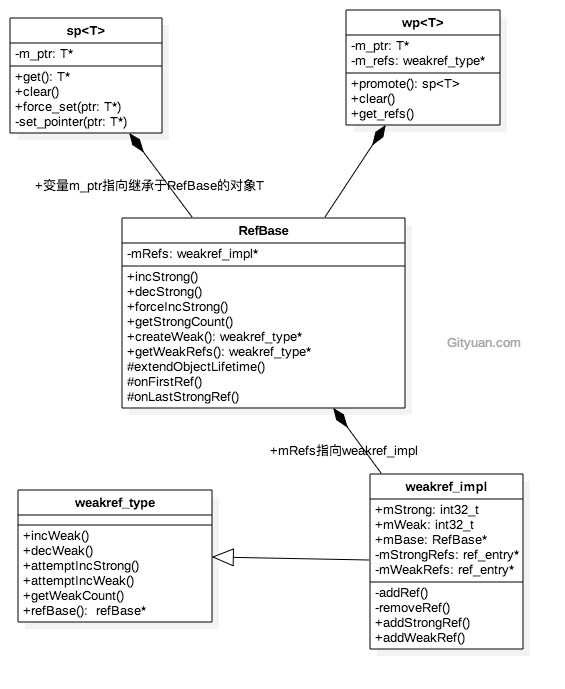 sp<T>
-m_ptr: T*
+get(): T*
+clear()
+force_set(ptr: T*)
-set_pointer(ptr: T*)
wp<T>
-m_ptr: T*
-m_refs: weakref_type*
+promote(): sp<T>
+clear()
+get_refs()
+变量m_ptr指向继承于RefBase的对象T
RefBase
-mRefs: weakref_impl*
+incStrong()
+decStrong()
+forceIncStrong()
+getStrongCount()
+createWeak(): weakref_type*
+getWeakRefs(): weakref_type*
#extendObjectLifetime()
#onFirstRef()
#onLastStrongRef()
Gityuan.com
+mRefs指向weakref_impl
weakref_type
+incWeak()
+decWeak()
+attemptIncStrong()
+attemptIncWeak()
+getWeakCount()
+refBase(): refBase*
weakref_impl
+mStrong: int32_t
+mWeak: int32_t
+mBase: RefBase*
-mStrongRefs: ref_entry*
-mWeakRefs: ref_entry*
-addRef()
-removeRef()
+addStrongRef()
+addWeakRef()